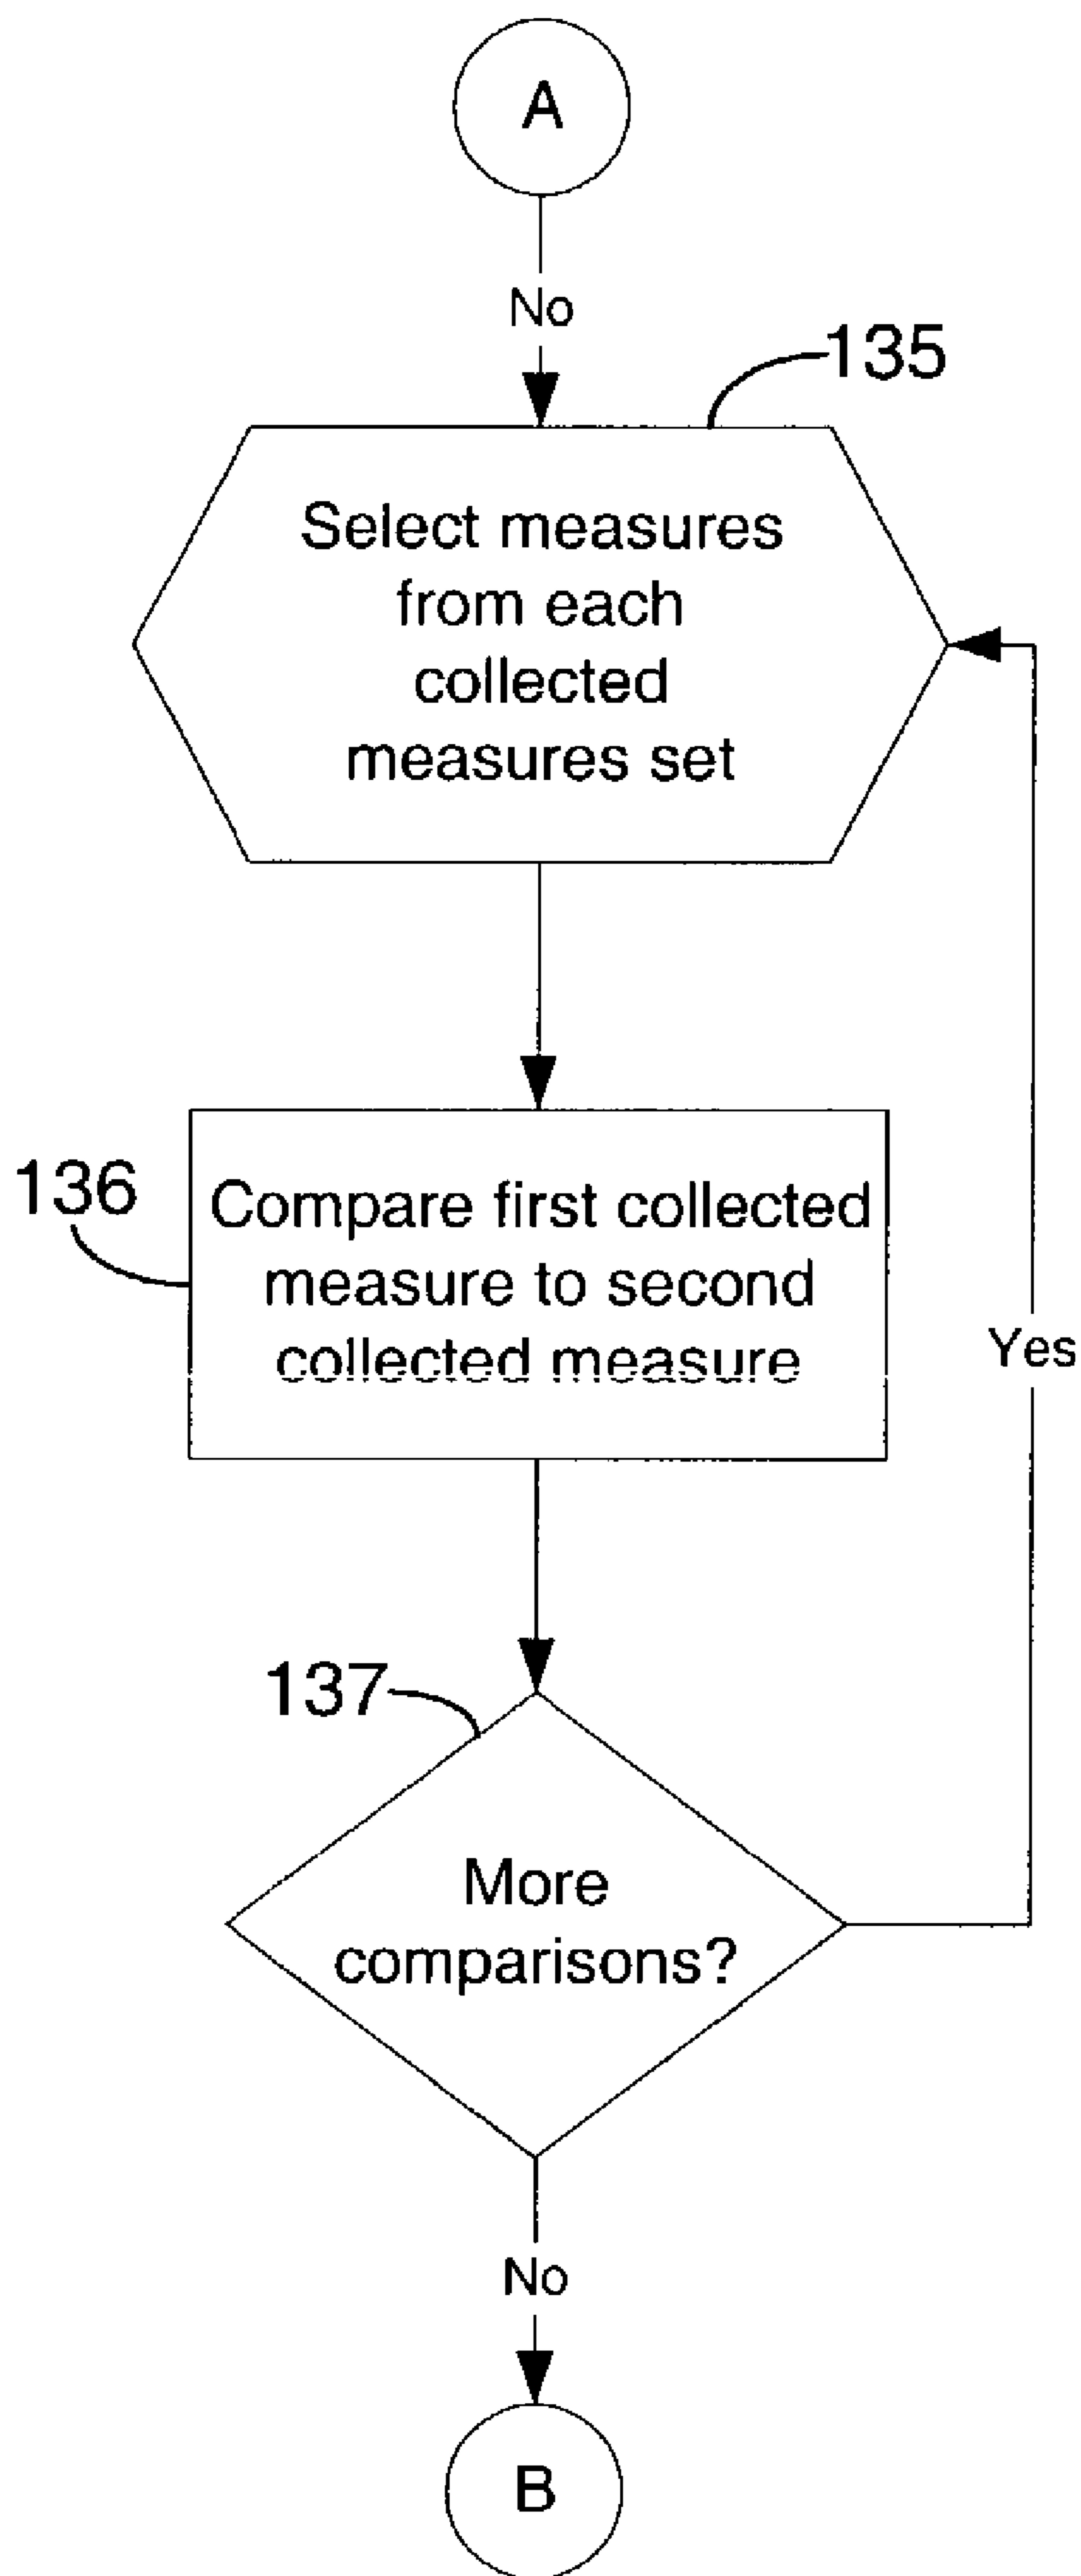 A
No
135
Select measures
from each
collected
measures set
136
Compare first collected
measure to second
collected measure
Yes
137
More
comparisons?
No
B